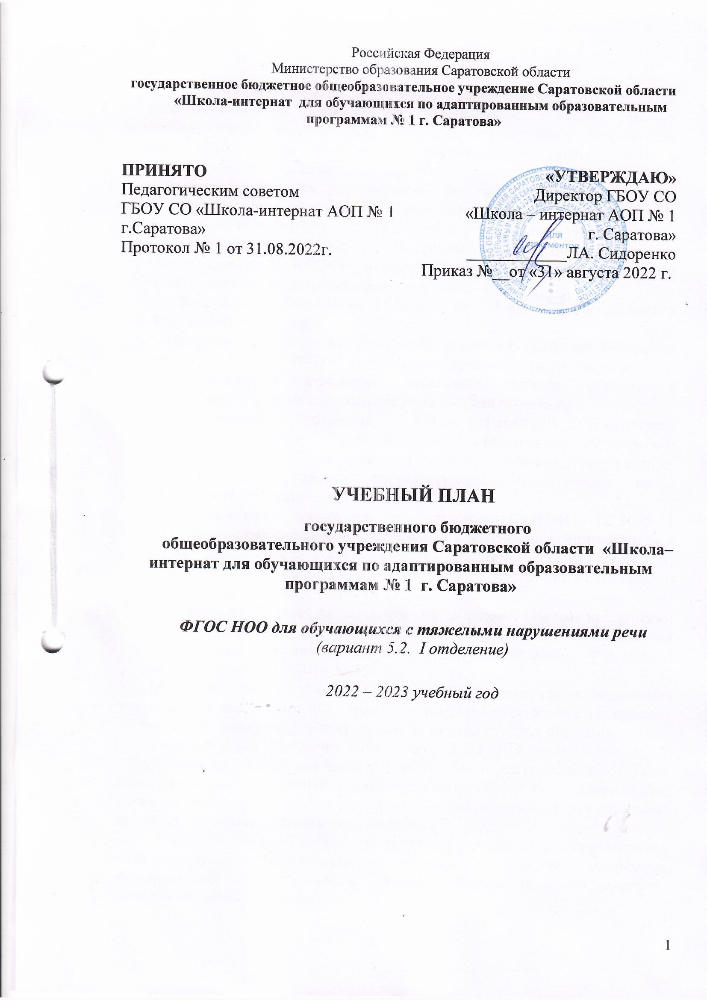 Российская Федерация
Министерство образования Саратовской области
государственное бюджетное общеобразовательное учреждение Саратовской области
«Школа-интернат для обучающихся по адаптированным образовательным
программам № 1 г. Саратова»
ПРИНЯТО
Педагогическим советом
ГБОУ СО «Школа-интернат АОП № 1
г.Саратова»
Протокол № 1 от 31.08.2022г.
«УТВЕРЖДАЮ»
Директор ГБОУ СО
«Школа – интернат АОП № 1
г. Саратова»
____________ЛА. Сидоренко
Приказ №__от «31» августа 2022 г.
Для
документов
УЧЕБНЫЙ ПЛАН
государственного бюджетного
общеобразовательного учреждения Саратовской области «Школа–
интернат для обучающихся по адаптированным образовательным
программам № 1 г. Саратова»
ФГОС НОО для обучающихся с тяжелыми нарушениями речи
(вариант 5.2. I отделение)
2022 – 2023 учебный год
1